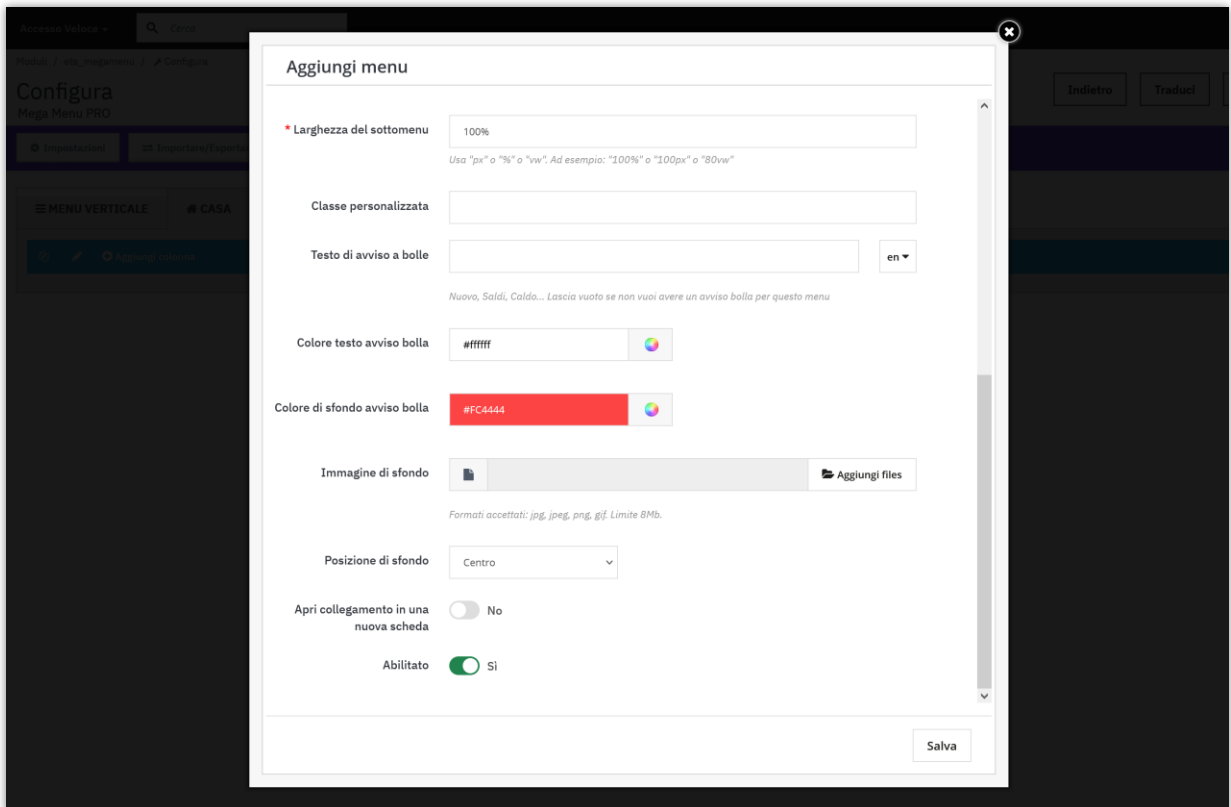 Accesso Veloce
Cerca
Moduli / ets_megamenu / Configura
Configura
Mega Menu PRO
Indietro
Traduci
Impostazioni
Importare/Esportar
MENU VERTICALE
CASA
Aggiungi colonna
Aggiungi menu
* Larghezza del sottomenu
100%
Usa "px" o "%" o "vw". Ad esempio: "100%" o "100px" o "80vw"
Classe personalizzata
Testo di avviso a bolle
en
Nuovo, Saldi, Caldo... Lascia vuoto se non vuoi avere un avviso bolla per questo menu
Colore testo avviso bolla
#ffffff
Colore di sfondo avviso bolla
#FC4444
Immagine di sfondo
Aggiungi files
Formati accettati: jpg, jpeg, png, gif. Limite 8Mb.
Posizione di sfondo
Centro
Apri collegamento in una
nuova scheda
No
Abilitato
Sì
Salva